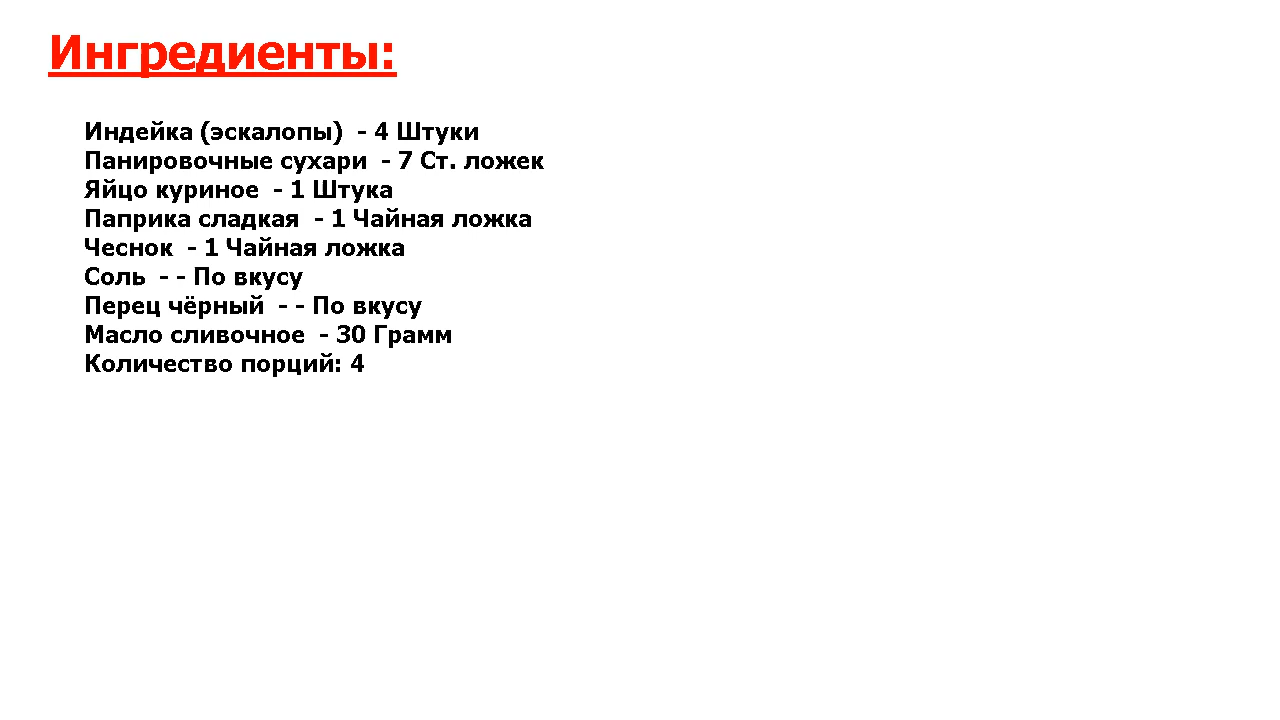 Ингредиенты:
Индейка (эскалопы)  - 4 Штуки
Панировочные сухари  - 7 Ст. ложек
Яйцо куриное  - 1 Штука
Паприка сладкая  - 1 Чайная ложка
Чеснок  - 1 Чайная ложка
Соль  - - По вкусу
Перец чёрный  - - По вкусу
Масло сливочное  - 30 Грамм
Количество порций: 4